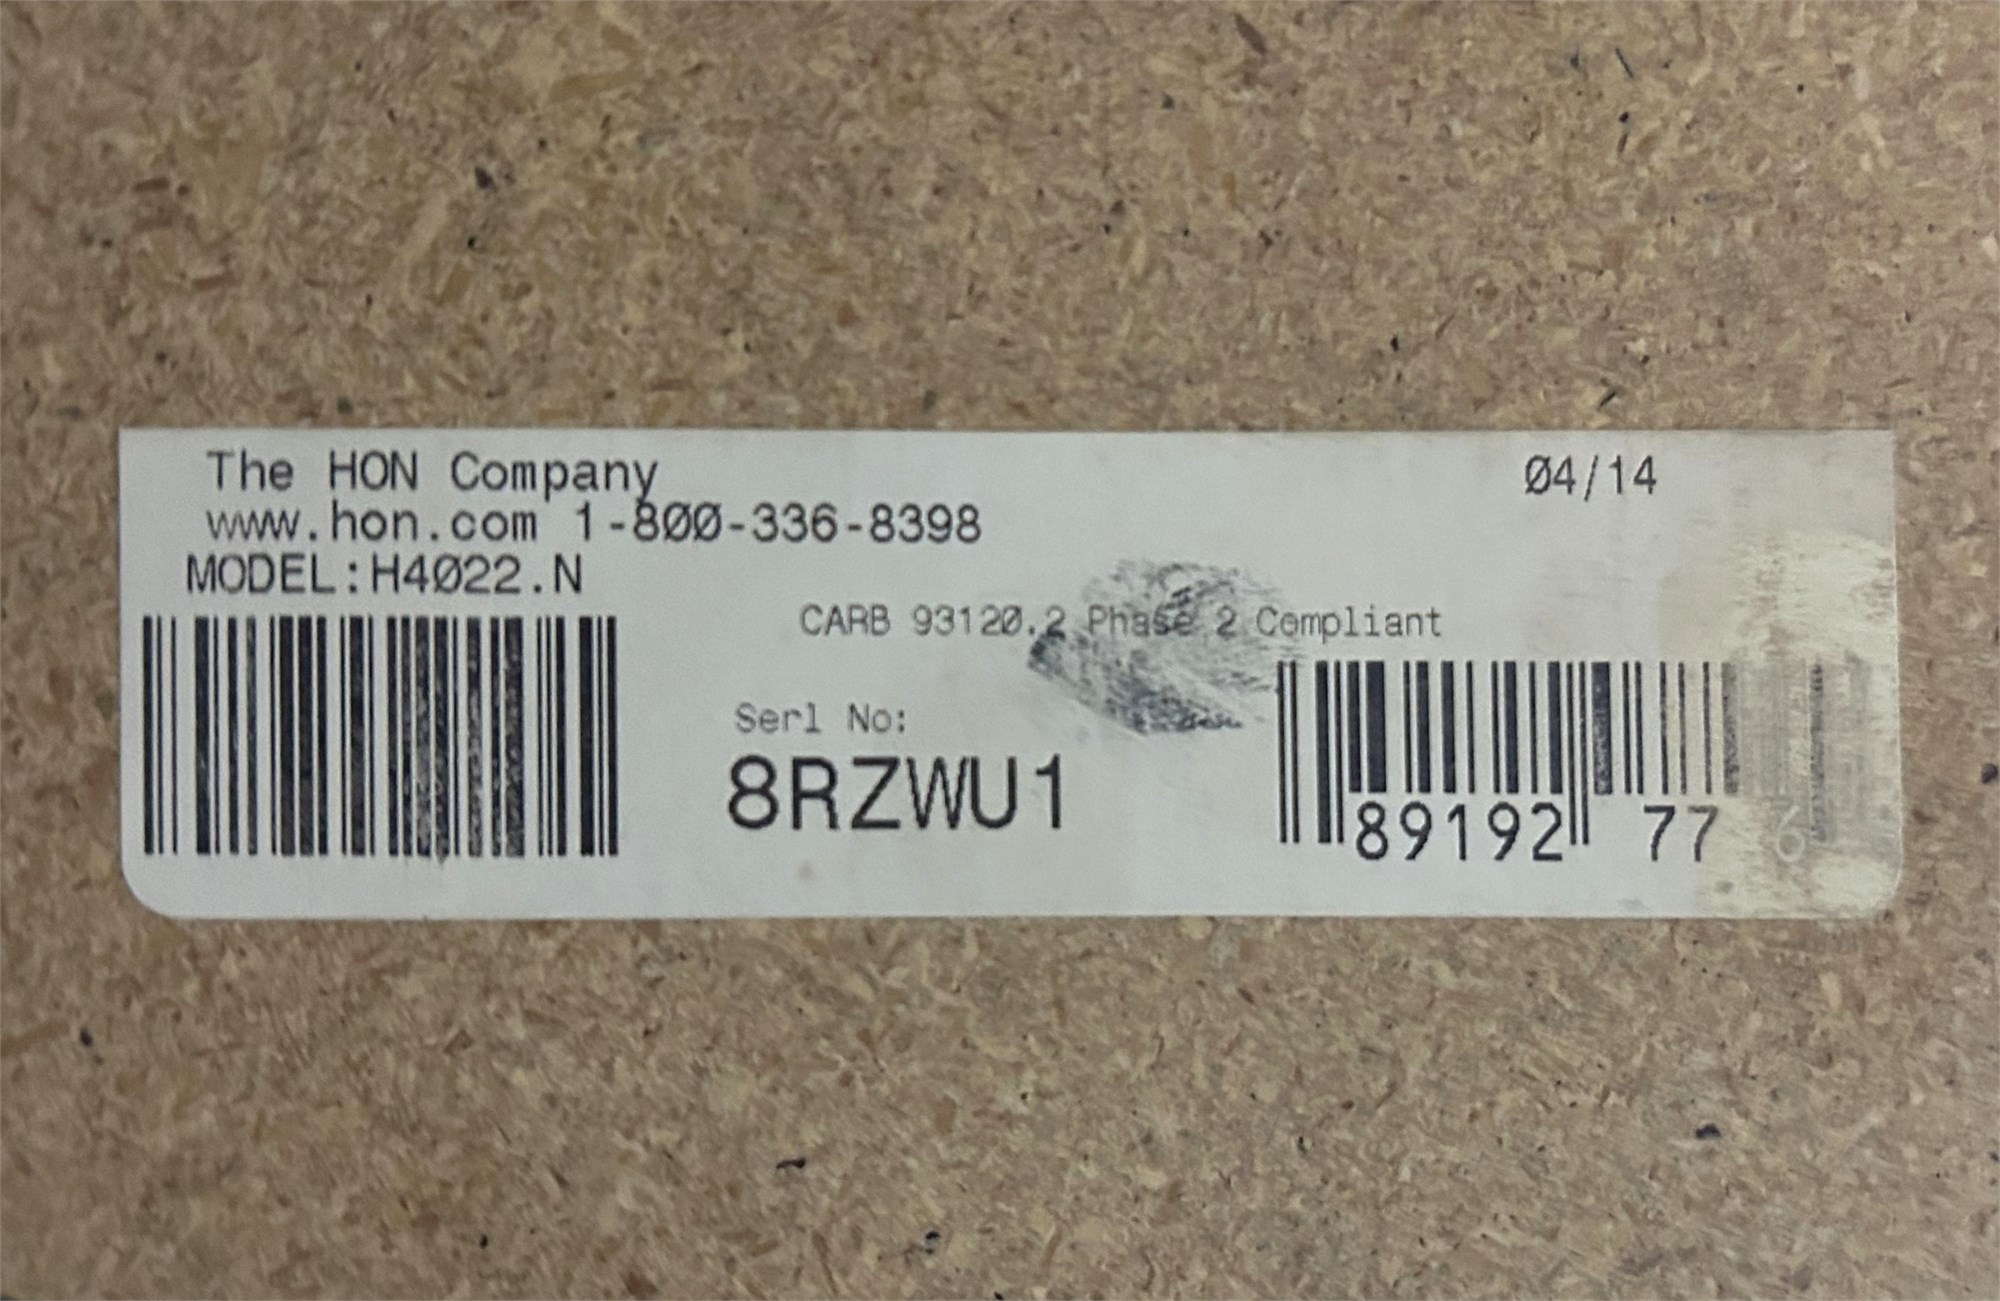 The HON Company
04/14
www.hon.com 1-800-336-8398
MODEL:H4022.N
CARB 93120.2 Phase 2 Compliant
Serl No:
8RZWU1
89192 77